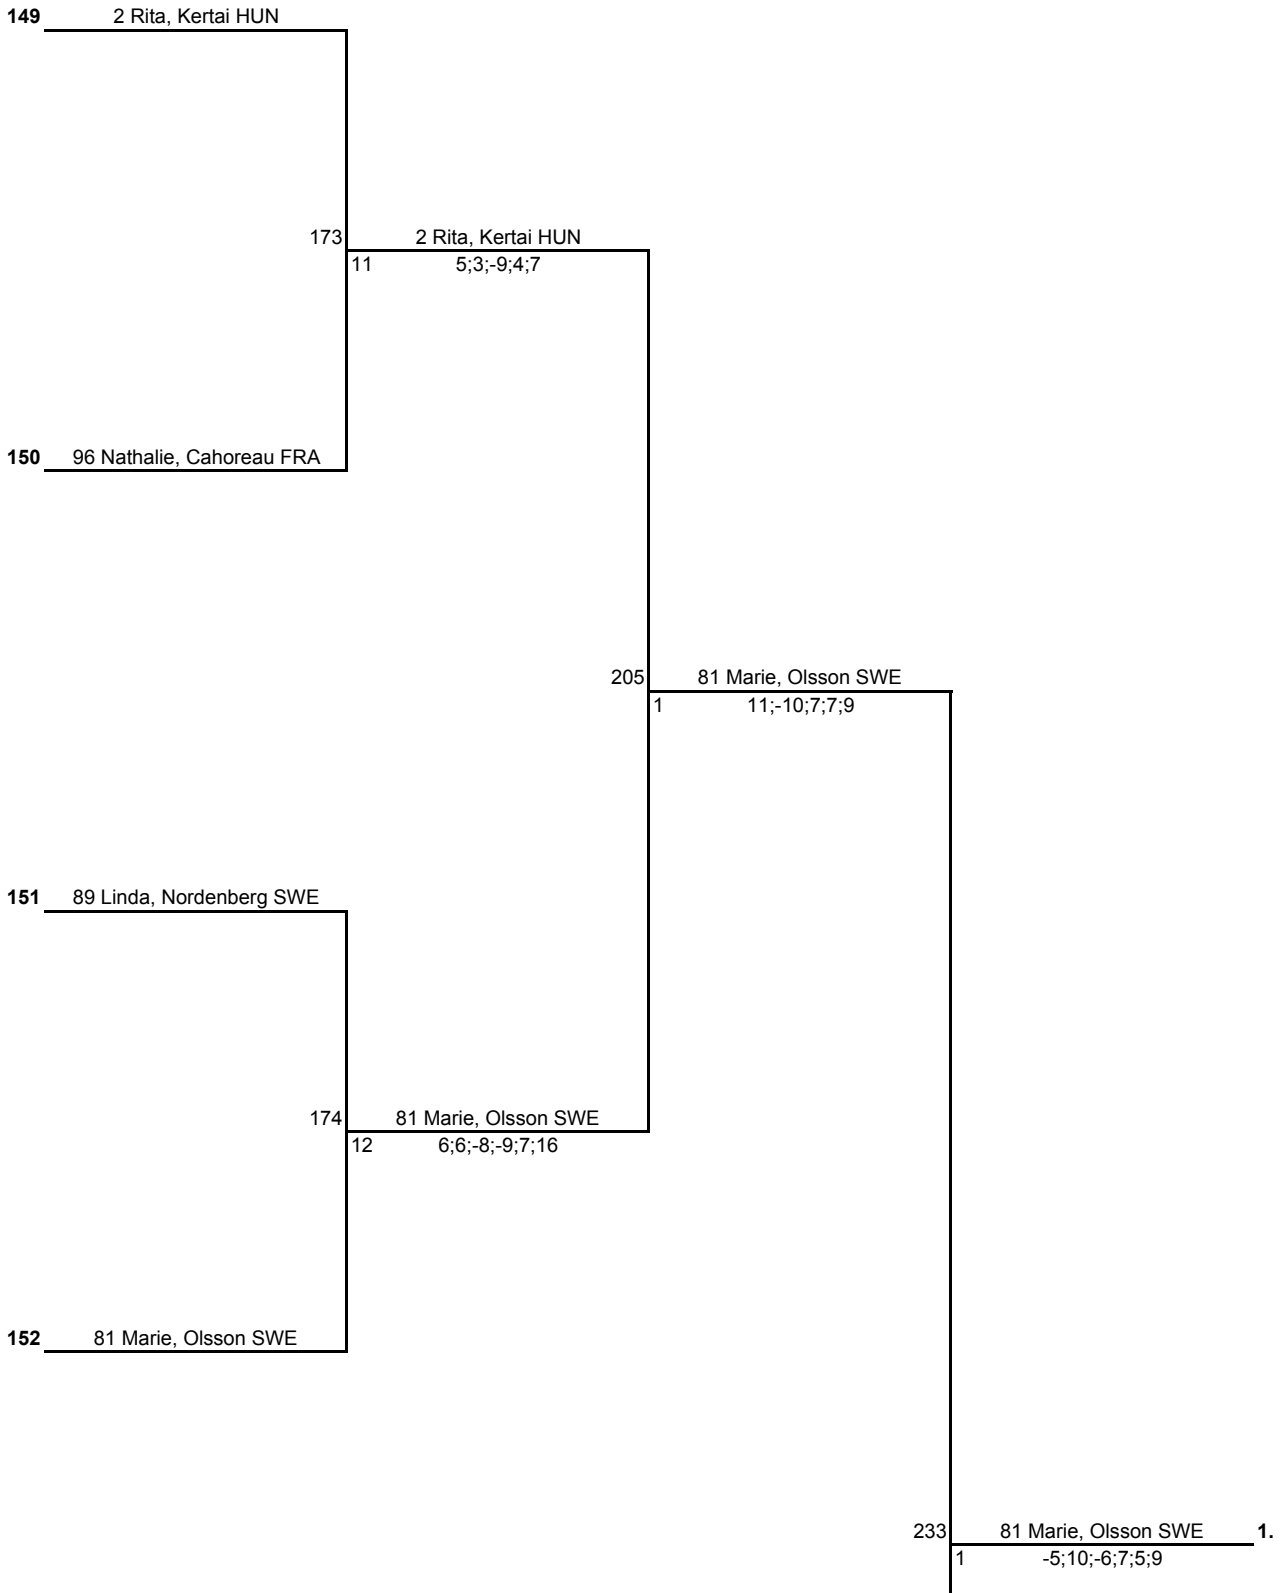 149 2 Rita, Kertai HUN
173 2 Rita, Kertai HUN
11 5;3;-9;4;7
150 96 Nathalie, Cahoreau FRA
205 81 Marie, Olsson SWE
1 11;-10;7;7;9
151 89 Linda, Nordenberg SWE
174 81 Marie, Olsson SWE
12 6;6;-8;-9;7;16
152 81 Marie, Olsson SWE
233 81 Marie, Olsson SWE 1.
1 -5;10;-6;7;5;9